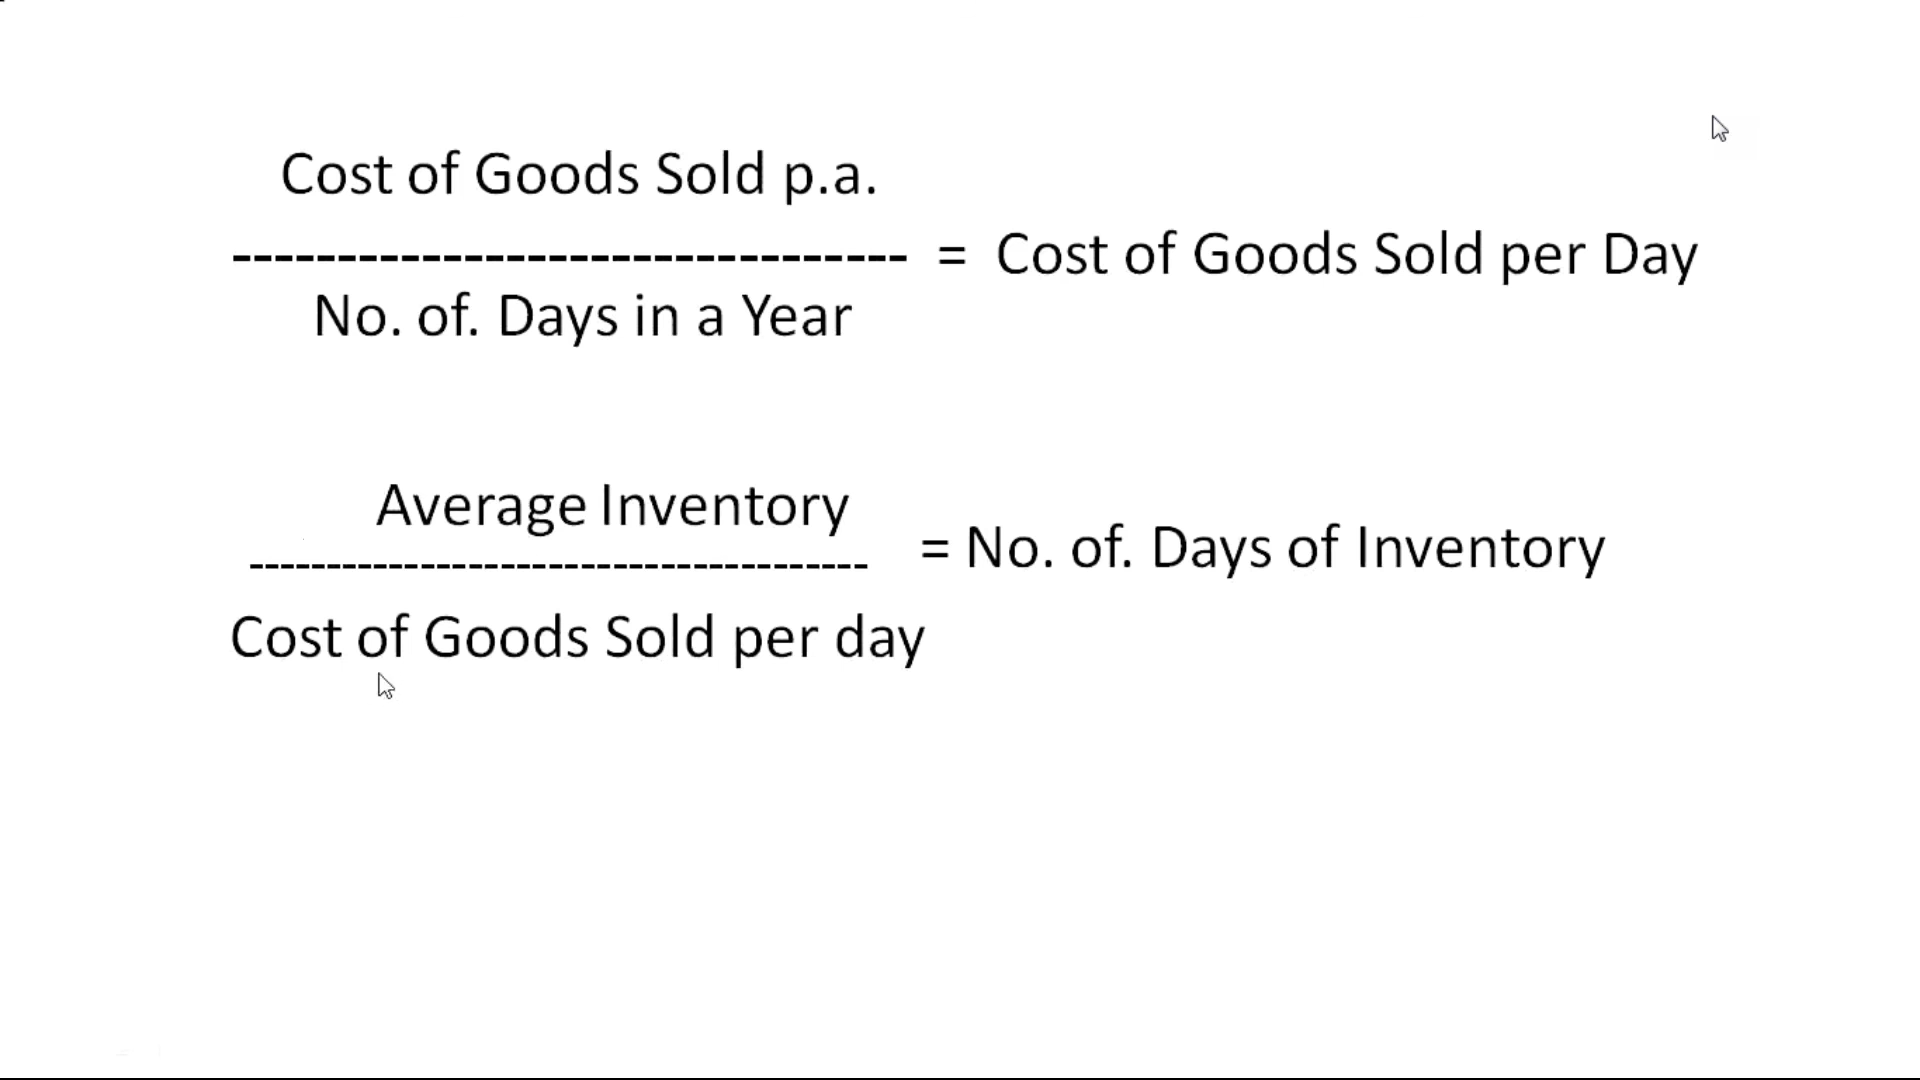 Cost of Goods Sold p.a.
-------------------------------- = Cost of Goods Sold per Day
No. of. Days in a Year
Average Inventory
---------------------------------------- = No. of. Days of Inventory
Cost of Goods Sold per day